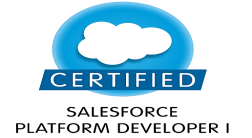 CERTIFIED
SALESFORCE
PLATFORM DEVELOPER I